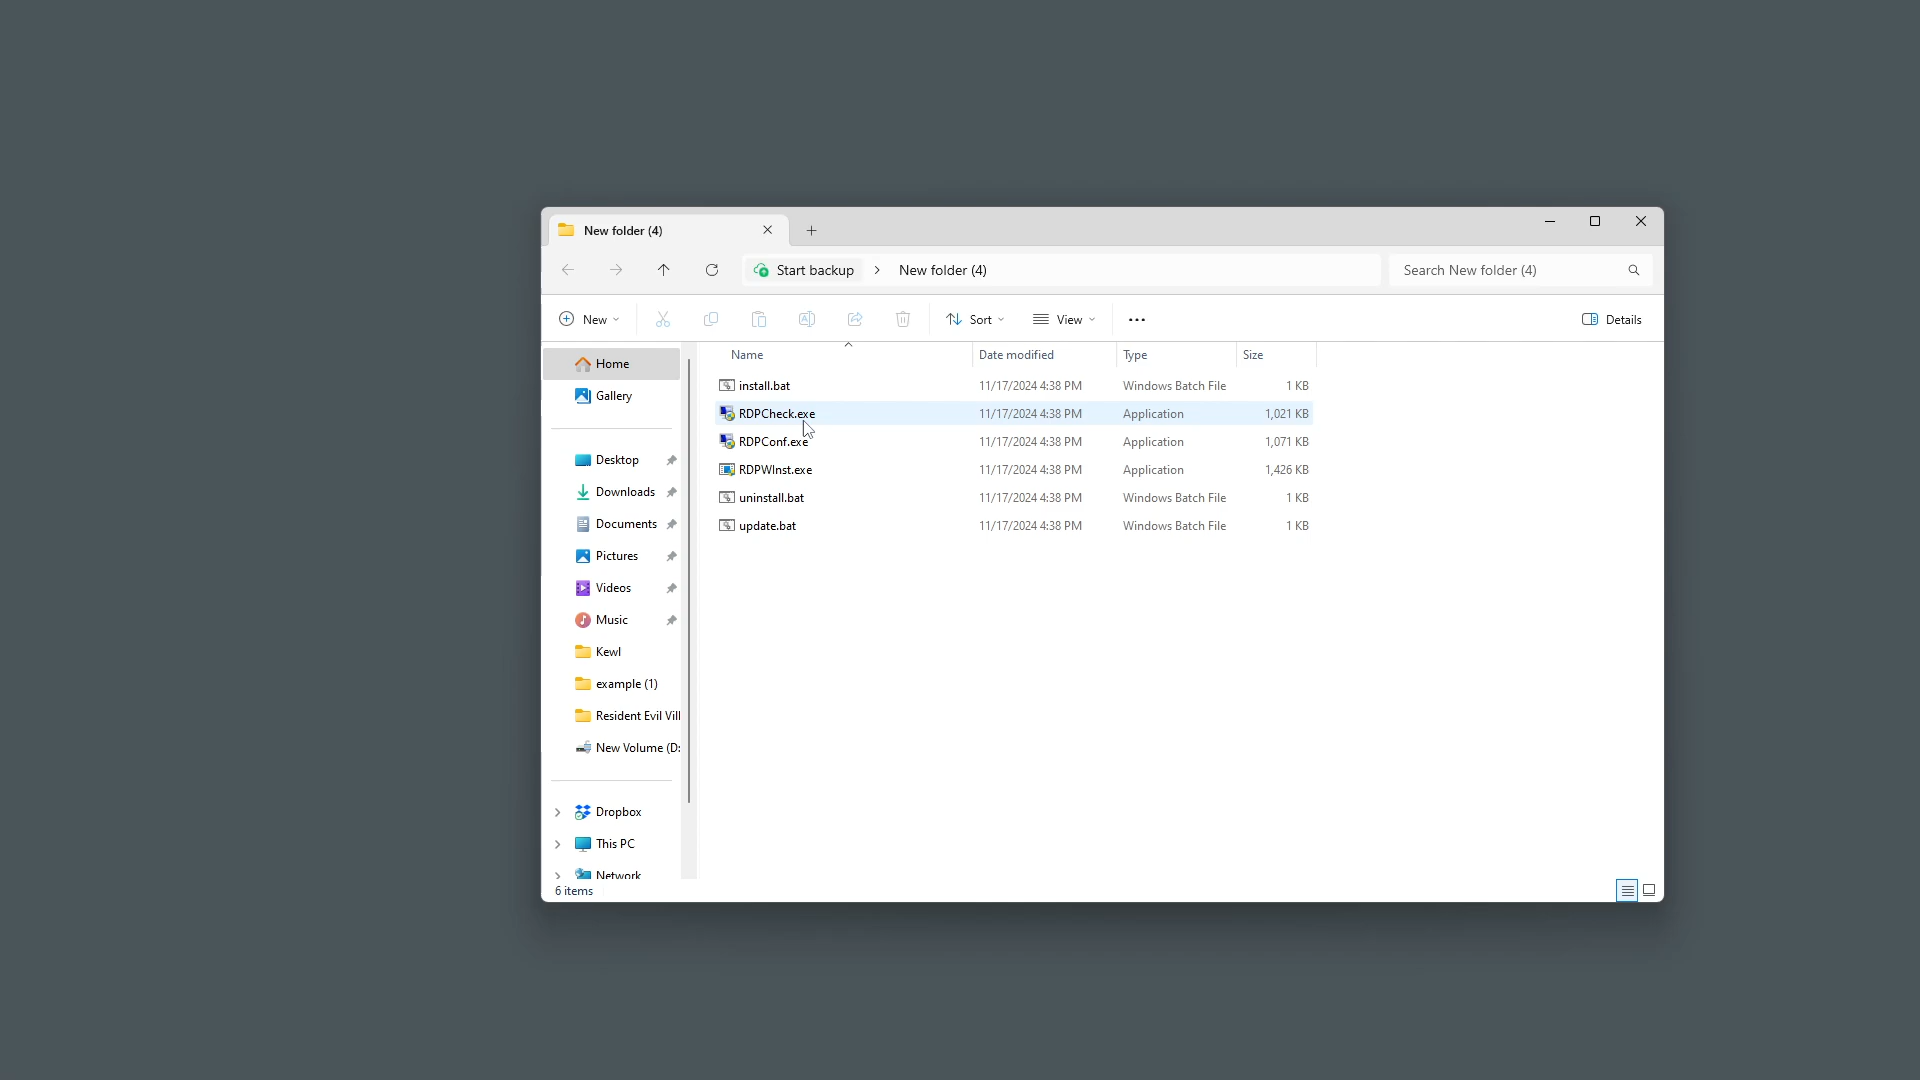 New folder (4)
Start backup
New folder (4)
Search New folder (4)
New
Sort
View
Details
Name
Date modified
Type
Size
install.bat 11/17/2024 4:38 PM Windows Batch File 1 KB
RDPCheck.exe 11/17/2024 4:38 PM Application 1,021 KB
RDPConf.exe 11/17/2024 4:38 PM Application 1,071 KB
RDPWInst.exe 11/17/2024 4:38 PM Application 1,426 KB
uninstall.bat 11/17/2024 4:38 PM Windows Batch File 1 KB
update.bat 11/17/2024 4:38 PM Windows Batch File 1 KB
Home
Gallery
Desktop
Downloads
Documents
Pictures
Videos
Music
Kewl
example (1)
Resident Evil Vill
New Volume (D:
Dropbox
This PC
Network
6 items